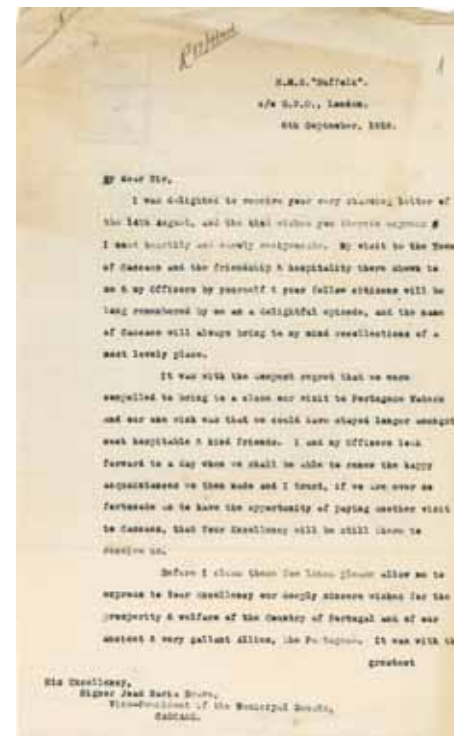 H.M.S. "Suffolk".
c/o G.P.O., London.
6th September,
My dear Sir,
I was delighted to receive your very charming letter of
the 14th August, and the kind wishes you therein express
I most heartily and reciprocate. My visit to the Town
of Cascaes and the friendship & hospitality there shown to
me & my Officers by yourself & your fellow citizens will be
long remembered by me as a delightful episode, and the name
of Cascaes will always bring to my mind recollections of a
most lovely place.
It was with the deepest regret that we were
compelled to bring to a close our visit to Portuguese Waters
and our one wish was that we could have stayed longer amongst
such hospitable & kind friends. I and my Officers look
forward to a day when we shall be able to renew the happy
acquaintances we then made and I trust, if we are ever so
fortunate as to have the opportunity of paying another visit
to Cascaes, that Your Excellency will be still there to
receive us.
Before I close these few lines please allow me to
express to Your Excellency our deeply sincere wishes for the
prosperity & welfare of the Country of Portugal and of our
ancient & very gallant Allies, the Portuguese. It was with the
greatest
His Excellency,
Signor
Vice-President of the Municipal Senate,
CASCAES.